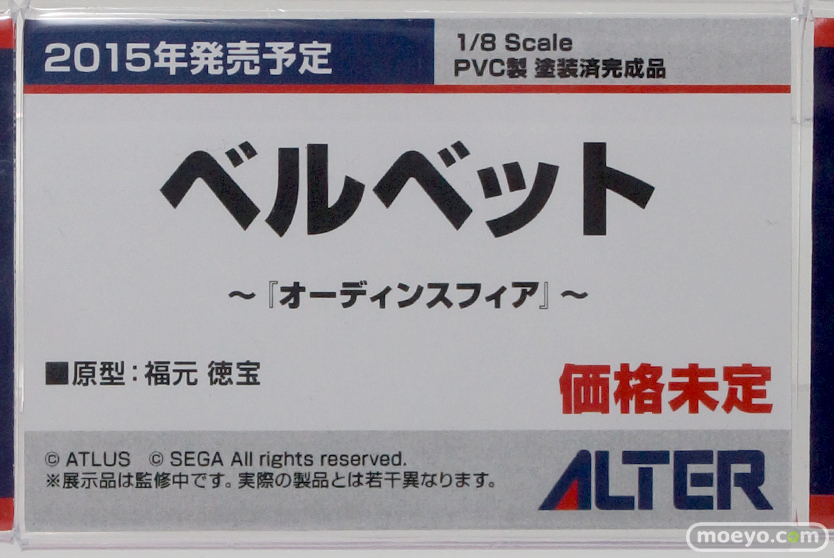 2015年発売予定
1/8 Scale
PVC製 塗装済完成品
ベルベット
～『オーディンスフィア』～
■原型：福元 徳宝
価格未定
© ATLUS © SEGA All rights reserved.
※展示品は監修中です。実際の製品とは若干異なります。
ALTER
moeyo.com